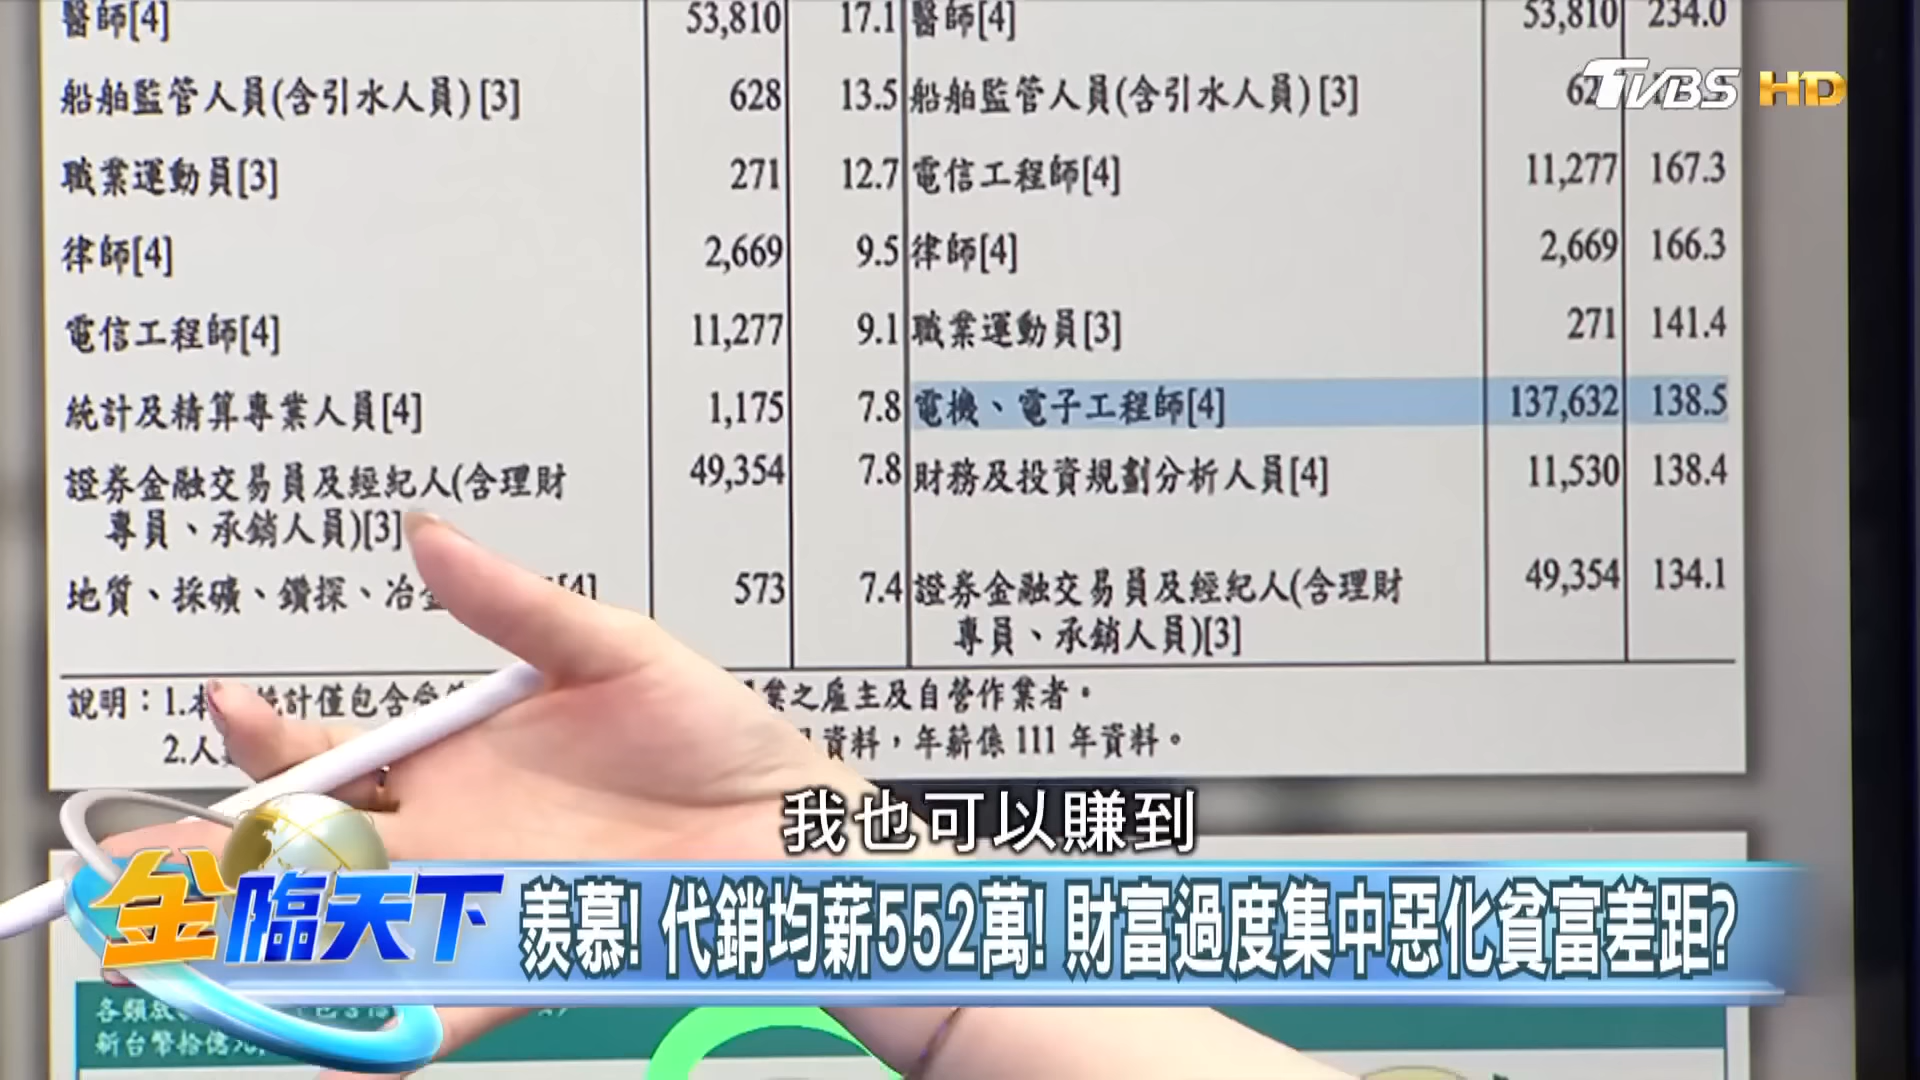 醫師[4] 53,810 17.1 醫師[4] 53,810 234.0
TVBS HD
船舶監管人員(含引水人員)[3] 628 13.5 船舶監管人員(含引水人員)[3]
職業運動員[3] 271 12.7 電信工程師[4] 11,277 167.3
律師[4] 2,669 9.5 律師[4] 2,669 166.3
電信工程師[4] 11,277 9.1 職業運動員[3] 271 141.4
統計及精算專業人員[4] 1,175 7.8 電機、電子工程師[4] 137,632 138.5
證券金融交易員及經紀人(含理財 49,354 7.8 財務及投資規劃分析人員[4] 11,530 138.4
專員、承銷人員)[3]
地質、採礦、鑽探、冶 [4] 573 7.4 證券金融交易員及經紀人(含理財 49,354 134.1
專員、承銷人員)[3]
說明：1.本 統計僅包含受 業之雇主及自營作業者。
2.人 資料，年薪係111年資料。
我也可以賺到
金臨天下
羨慕! 代銷均薪552萬! 財富過度集中惡化貧富差距?
各類
新台幣拾億元